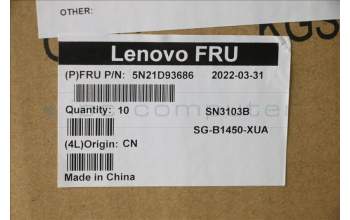 OTHER:
KGS
Lenovo FRU
(P)FRU P/N: 5N21D93686 2022-03-31
Quantity: 10 SN3103B
SG-B1450-XUA
(4L)Origin: CN
Made in China